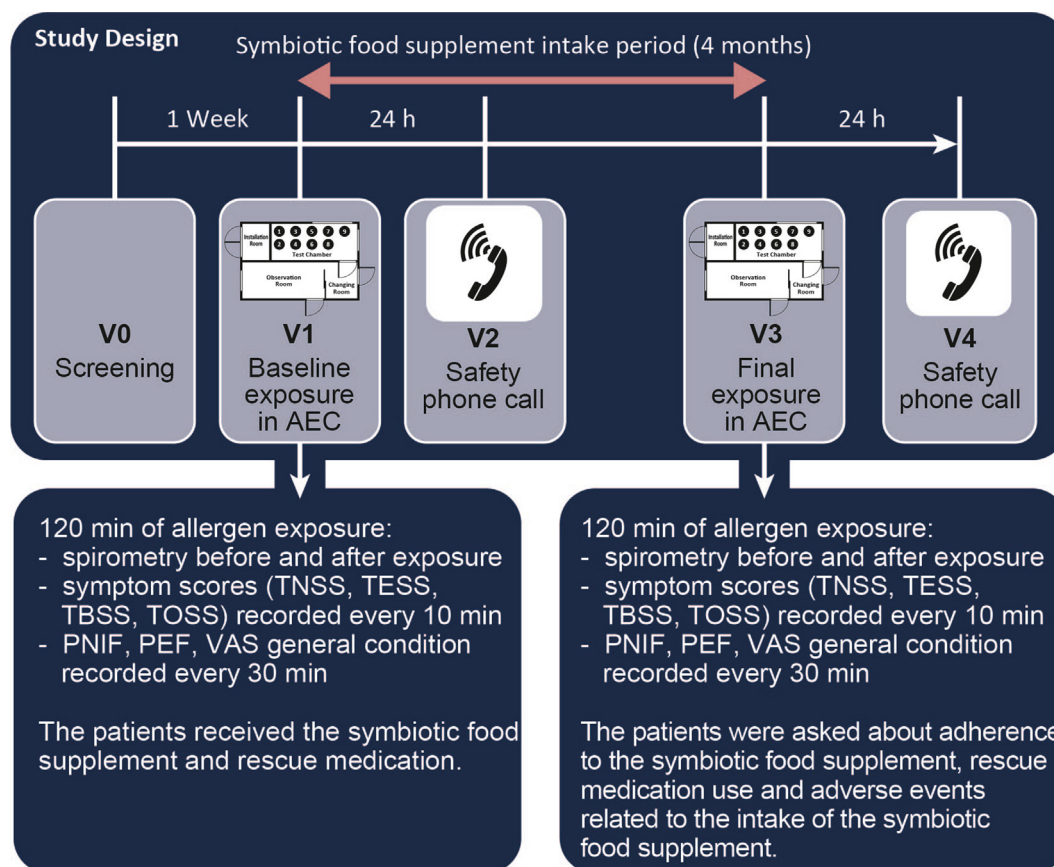 Study Design
Symbiotic food supplement intake period (4 months)
1 Week
24 h
24 h
Installation
Room
1 3 5 7 9
2 4 6 8
Test Chamber
Observation
Room
Changing
Room
Installation
Room
1 3 5 7 9
2 4 6 8
Test Chamber
Observation
Room
Changing
Room
V0
Screening
V1
Baseline
exposure
in AEC
V2
Safety
phone call
V3
Final
exposure
in AEC
V4
Safety
phone call
120 min of allergen exposure:
- spirometry before and after exposure
- symptom scores (TNSS, TESS,
TBSS, TOSS) recorded every 10 min
- PNIF, PEF, VAS general condition
recorded every 30 min
The patients received the symbiotic food
supplement and rescue medication.
120 min of allergen exposure:
- spirometry before and after exposure
- symptom scores (TNSS, TESS,
TBSS, TOSS) recorded every 10 min
- PNIF, PEF, VAS general condition
recorded every 30 min
The patients were asked about adherence
to the symbiotic food supplement, rescue
medication use and adverse events
related to the intake of the symbiotic
food supplement.